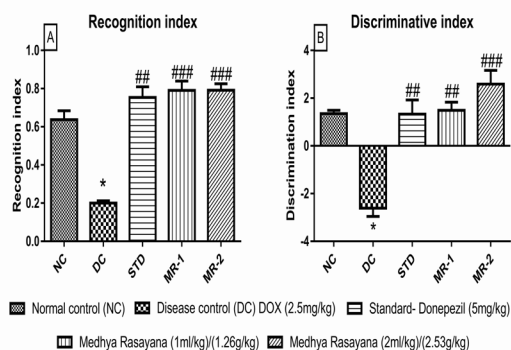 A
Recognition index
Recognition index
1.0
0.8
0.6
0.4
0.2
0.0
*
##
###
###
NC
DC
STD
MR-1
MR-2
B
Discriminative index
Discrimination index
4
2
0
-2
-4
*
##
##
###
NC
DC
STD
MR-1
MR-2
Normal control (NC) Disease control (DC) DOX (2.5mg/kg) Standard- Donepezil (5mg/kg)
Medhya Rasayana (1ml/kg)/(1.26g/kg) Medhya Rasayana (2ml/kg)/(2.53g/kg)